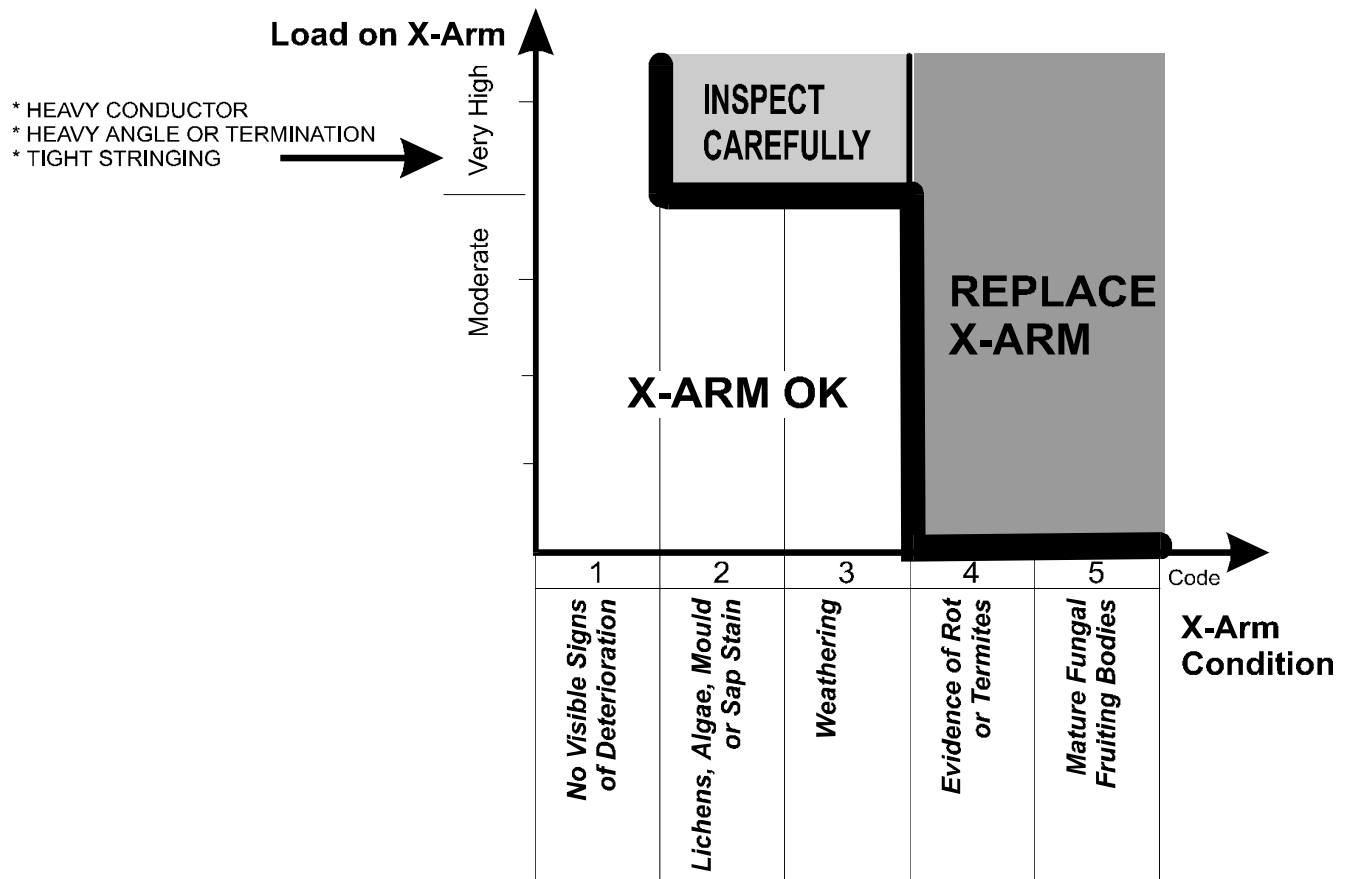 Load on X-Arm
* HEAVY CONDUCTOR
* HEAVY ANGLE OR TERMINATION
* TIGHT STRINGING
Very High
Moderate
INSPECT
CAREFULLY
REPLACE
X-ARM
X-ARM OK
1
2
3
4
5
Code
No Visible Signs
of Deterioration
Lichens, Algae, Mould
or Sap Stain
Weathering
Evidence of Rot
or Termites
Mature Fungal
Fruiting Bodies
X-Arm
Condition